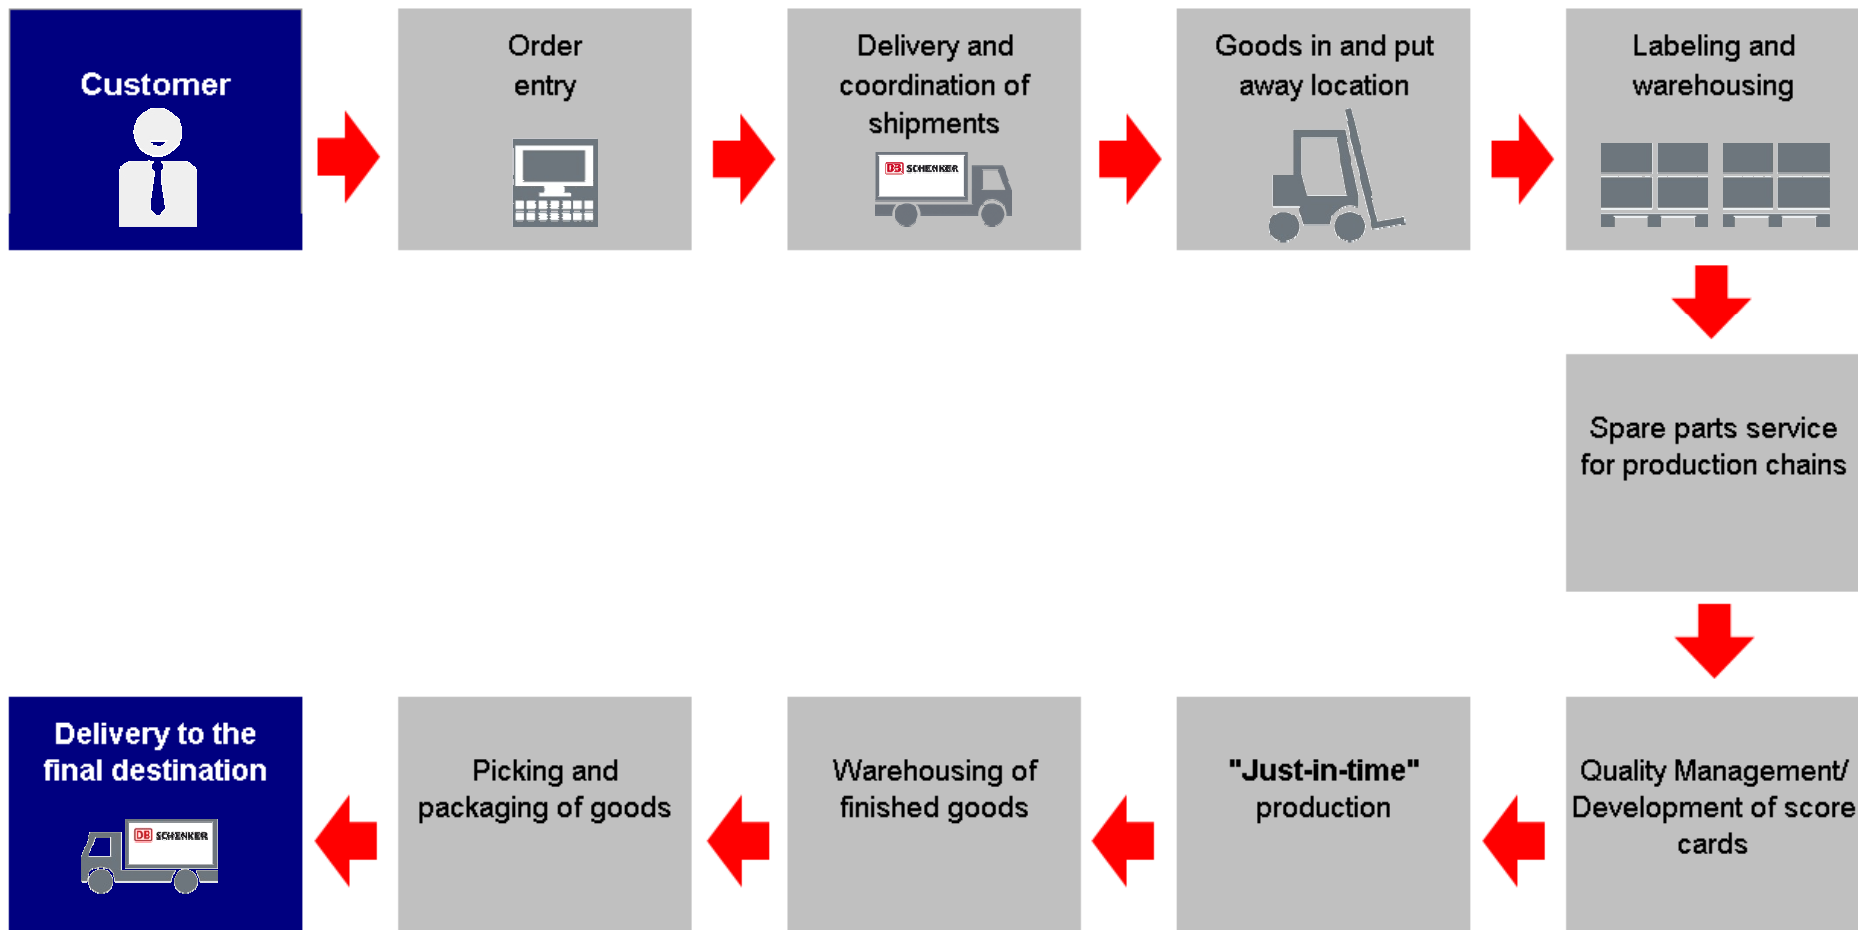 Customer
Order
entry
Delivery and
coordination of
shipments
DB SCHENKER
Goods in and put
away location
Labeling and
warehousing
Spare parts service
for production chains
Quality Management/
Development of score
cards
"Just-in-time"
production
Warehousing of
finished goods
Picking and
packaging of goods
Delivery to the
final destination
DB SCHENKER